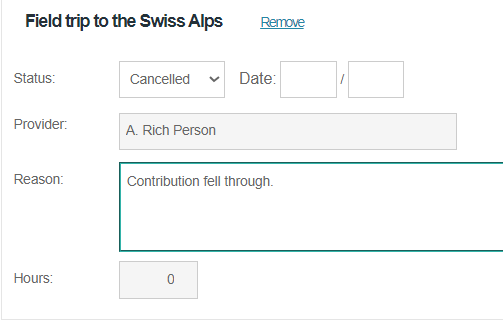 Field trip to the Swiss Alps Remove
Status: Cancelled Date: /
Provider: A. Rich Person
Reason: Contribution fell through.
Hours: 0